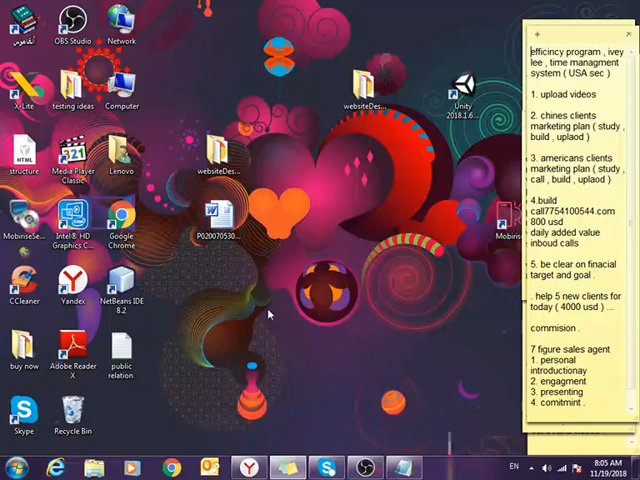 القاموس
OBS Studio
Network
websiteDes...
Unity
2018.1.6...
X-Lite
testing ideas
Computer
HTML
structure
Media Player
Classic
Lenovo
websiteDes...
MobiriseSe...
Intel® HD
Graphics C...
Google
Chrome
P020070530...
Mobiris
CCleaner
Yandex
NetBeans IDE
8.2
buy now
Adobe Reader
X
public
relation
Skype
Recycle Bin
+
×
efficincy program , ivey
lee , time managment
system ( USA sec )
1. upload videos
2. chines clients
marketing plan ( study ,
build , uplaod )
3. americans clients
marketing plan ( study ,
call , build , uplaod )
4.build
call7754100544.com
800 usd
daily added value
inboud calls
5. be clear on finacial
target and goal .
. help 5 new clients for
today ( 4000 usd ) ...
commision .
7 figure sales agent
1. personal
introductionay
2. engagment
3. presenting
4. comitmint .
EN
8:05 AM
11/19/2018